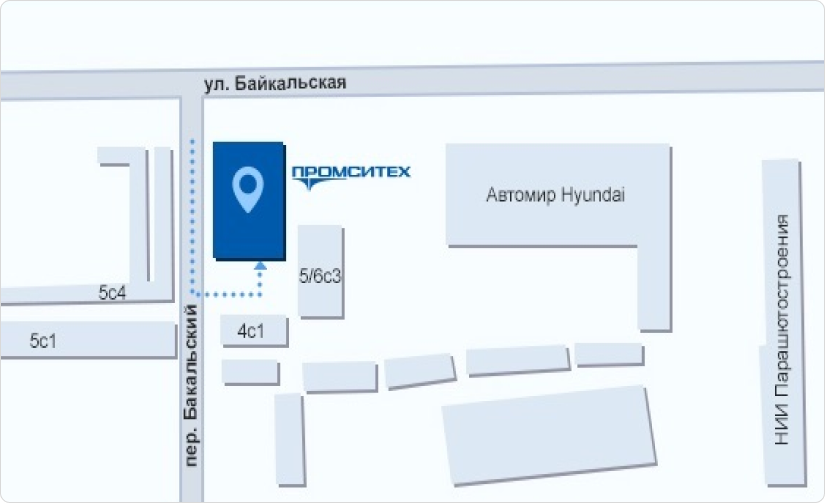 ул. Байкальская
ПРОМСИТЕХ
Автомир Hyundai
5/6с3
5с4
4с1
5с1
пер. Бакальский
НИИ Парашютостроения